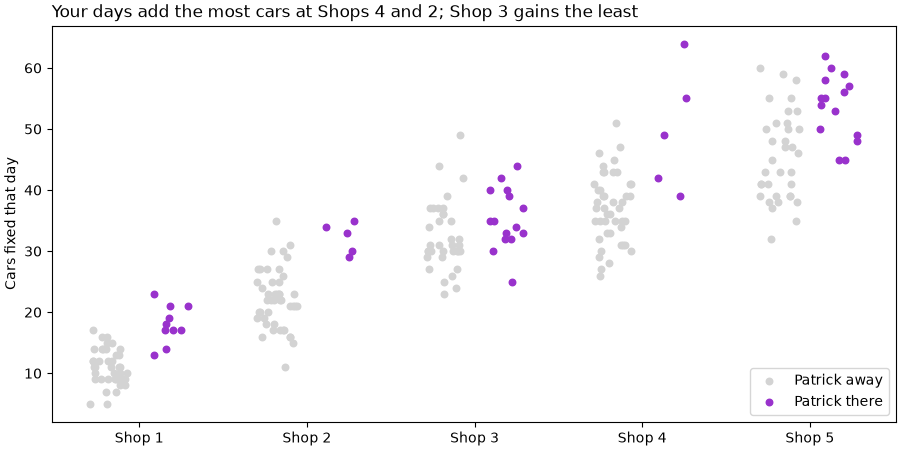 Your days add the most cars at Shops 4 and 2; Shop 3 gains the least
Cars fixed that day
60
50
40
30
20
10
Shop 1
Shop 2
Shop 3
Shop 4
Shop 5
Patrick away
Patrick there